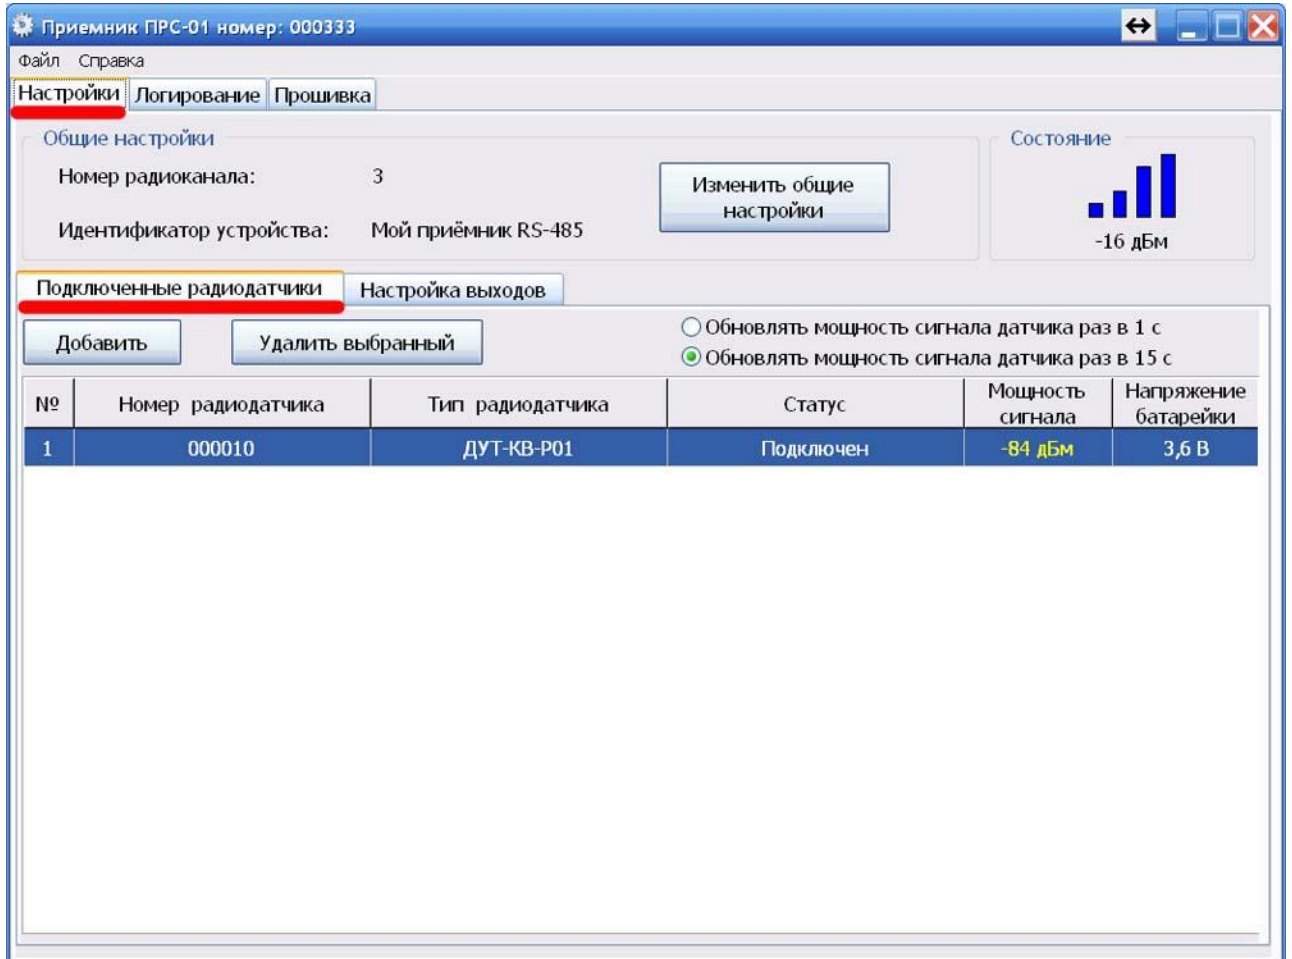 Приемник ПРС-01 номер: 000333
Файл Справка
Настройки Логирование Прошивка
Общие настройки Состояние
Номер радиоканала: 3
Изменить общие
настройки
Идентификатор устройства: Мой приёмник RS-485
-16 дБм
Подключенные радиодатчики Настройка выходов
Добавить Удалить выбранный
Обновлять мощность сигнала датчика раз в 1 с
Обновлять мощность сигнала датчика раз в 15 с
№ Номер радиодатчика Тип радиодатчика Статус Мощность сигнала Напряжение батарейки
1 000010 ДУТ-КВ-Р01 Подключен -84 дБм 3,6 В